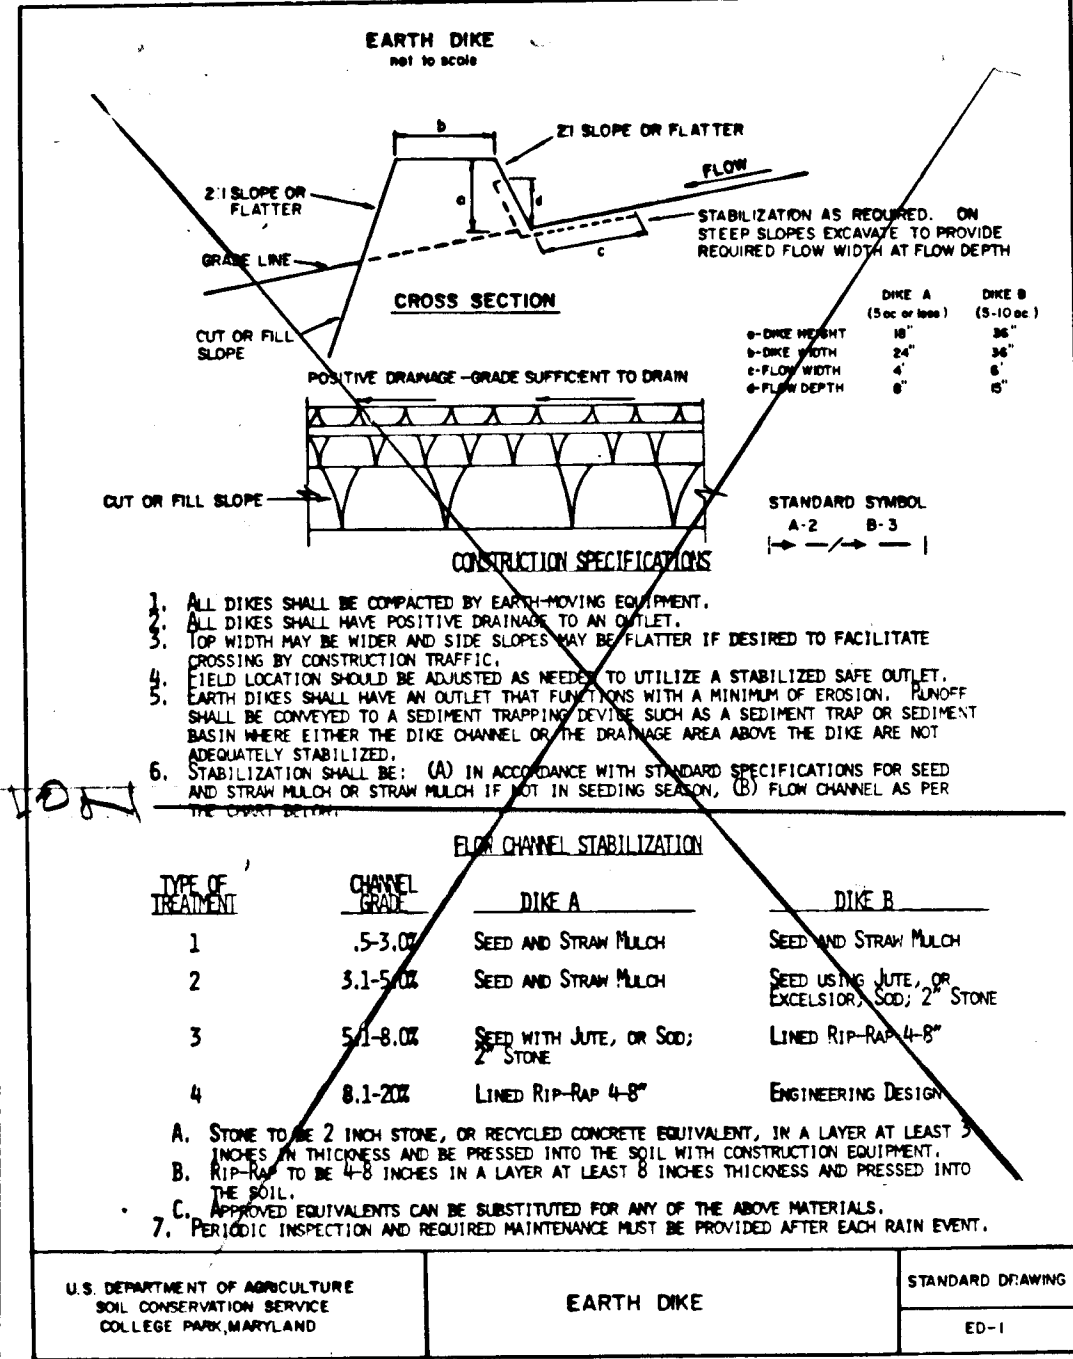 EARTH DIKE
not to scale
b
2:1 SLOPE OR FLATTER
FLOW
2:1 SLOPE OR
FLATTER
a
d
STABILIZATION AS REQUIRED. ON
STEEP SLOPES EXCAVATE TO PROVIDE
REQUIRED FLOW WIDTH AT FLOW DEPTH
c
GRADE LINE
CROSS SECTION
CUT OR FILL
SLOPE
DIKE A DIKE B
(5 ac or less) (5-10 ac.)
a-DIKE HEIGHT 18" 36"
b-DIKE WIDTH 24" 36"
c-FLOW WIDTH 4' 6'
d-FLOW DEPTH 8" 15"
POSITIVE DRAINAGE-GRADE SUFFICIENT TO DRAIN
CUT OR FILL SLOPE
STANDARD SYMBOL
A-2 B-3
CONSTRUCTION SPECIFICATIONS
1. ALL DIKES SHALL BE COMPACTED BY EARTH-MOVING EQUIPMENT.
2. ALL DIKES SHALL HAVE POSITIVE DRAINAGE TO AN OUTLET.
3. TOP WIDTH MAY BE WIDER AND SIDE SLOPES MAY BE FLATTER IF DESIRED TO FACILITATE
CROSSING BY CONSTRUCTION TRAFFIC.
4. FIELD LOCATION SHOULD BE ADJUSTED AS NEEDED TO UTILIZE A STABILIZED SAFE OUTLET.
5. EARTH DIKES SHALL HAVE AN OUTLET THAT FUNCTIONS WITH A MINIMUM OF EROSION. RUNOFF
SHALL BE CONVEYED TO A SEDIMENT TRAPPING DEVICE SUCH AS A SEDIMENT TRAP OR SEDIMENT
BASIN WHERE EITHER THE DIKE CHANNEL OR THE DRAINAGE AREA ABOVE THE DIKE ARE NOT
ADEQUATELY STABILIZED.
6. STABILIZATION SHALL BE: (A) IN ACCORDANCE WITH STANDARD SPECIFICATIONS FOR SEED
AND STRAW MULCH OR STRAW MULCH IF NOT IN SEEDING SEASON, (B) FLOW CHANNEL AS PER
THE CHART BELOW.
FLOW CHANNEL STABILIZATION
TYPE OF TREATMENT CHANNEL GRADE DIKE A DIKE B
1 .5-3.0% SEED AND STRAW MULCH SEED AND STRAW MULCH
2 3.1-5.0% SEED AND STRAW MULCH SEED USING JUTE, OR
EXCELSIOR; SOD; 2" STONE
3 5.1-8.0% SEED WITH JUTE, OR SOD; LINED RIP-RAP 4-8"
2" STONE
4 8.1-20% LINED RIP-RAP 4-8" ENGINEERING DESIGN
A. STONE TO BE 2 INCH STONE, OR RECYCLED CONCRETE EQUIVALENT, IN A LAYER AT LEAST 3
INCHES IN THICKNESS AND BE PRESSED INTO THE SOIL WITH CONSTRUCTION EQUIPMENT.
B. RIP-RAP TO BE 4-8 INCHES IN A LAYER AT LEAST 8 INCHES THICKNESS AND PRESSED INTO
THE SOIL.
C. APPROVED EQUIVALENTS CAN BE SUBSTITUTED FOR ANY OF THE ABOVE MATERIALS.
7. PERIODIC INSPECTION AND REQUIRED MAINTENANCE MUST BE PROVIDED AFTER EACH RAIN EVENT.
U.S. DEPARTMENT OF AGRICULTURE
SOIL CONSERVATION SERVICE
COLLEGE PARK, MARYLAND
EARTH DIKE
STANDARD DRAWING
ED-1